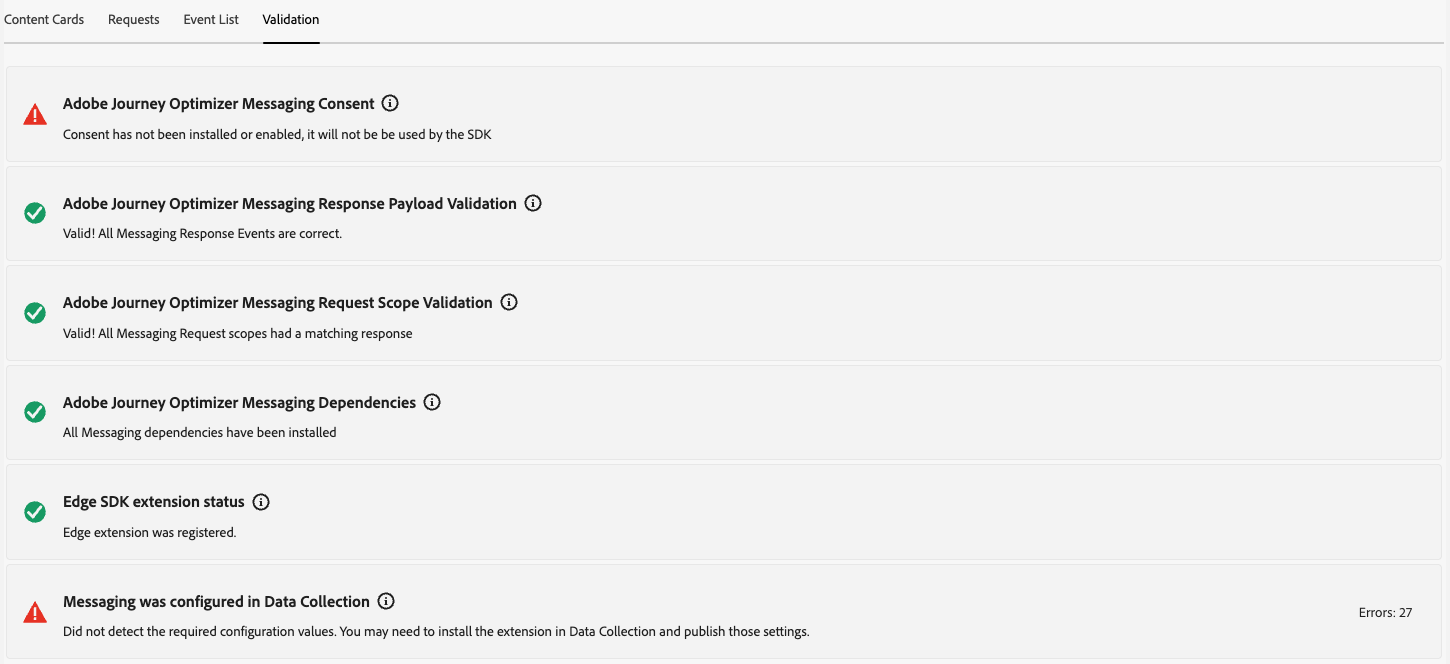 Content Cards Requests Event List Validation
Adobe Journey Optimizer Messaging Consent
Consent has not been installed or enabled, it will not be be used by the SDK
Adobe Journey Optimizer Messaging Response Payload Validation
Valid! All Messaging Response Events are correct.
Adobe Journey Optimizer Messaging Request Scope Validation
Valid! All Messaging Request scopes had a matching response
Adobe Journey Optimizer Messaging Dependencies
All Messaging dependencies have been installed
Edge SDK extension status
Edge extension was registered.
Messaging was configured in Data Collection
Errors: 27
Did not detect the required configuration values. You may need to install the extension in Data Collection and publish those settings.